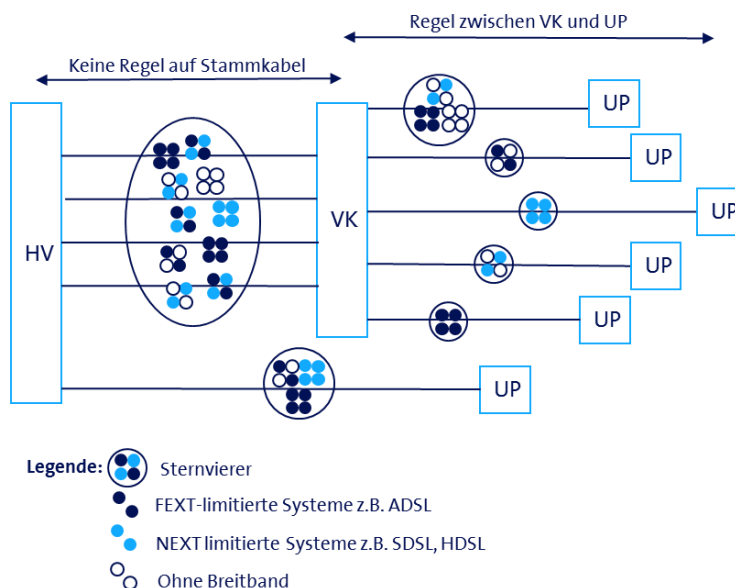 Regel zwischen VK und UP
Keine Regel auf Stammkabel
HV
VK
UP
UP
UP
UP
UP
UP
Legende:
Sternvierer
FEXT-limitierte Systeme z.B. ADSL
NEXT limitierte Systeme z.B. SDSL, HDSL
Ohne Breitband